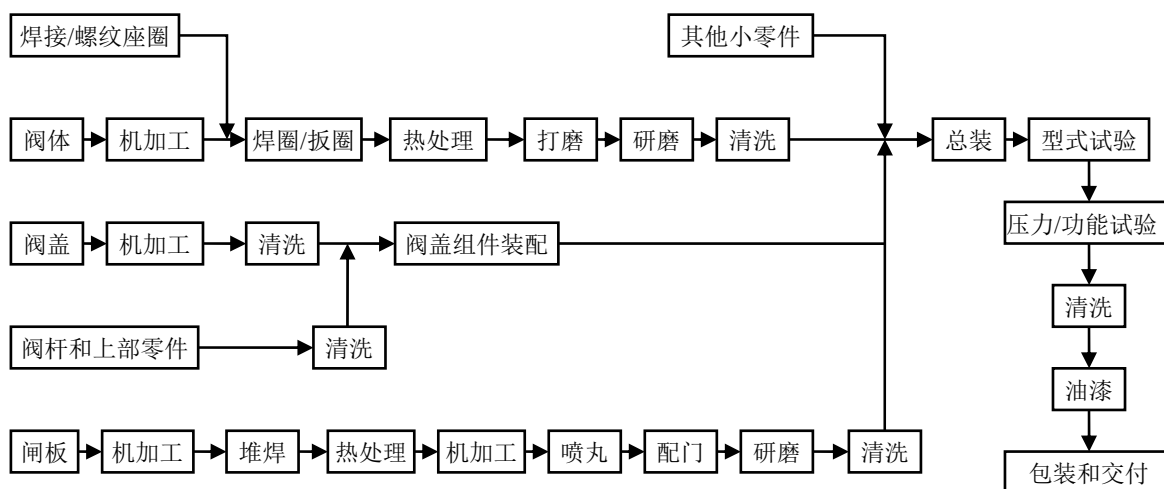 焊接/螺纹座圈
其他小零件
阀体
机加工
焊圈/扳圈
热处理
打磨
研磨
清洗
总装
型式试验
压力/功能试验
阀盖
机加工
清洗
阀盖组件装配
清洗
阀杆和上部零件
清洗
油漆
闸板
机加工
堆焊
热处理
机加工
喷丸
配门
研磨
清洗
包装和交付